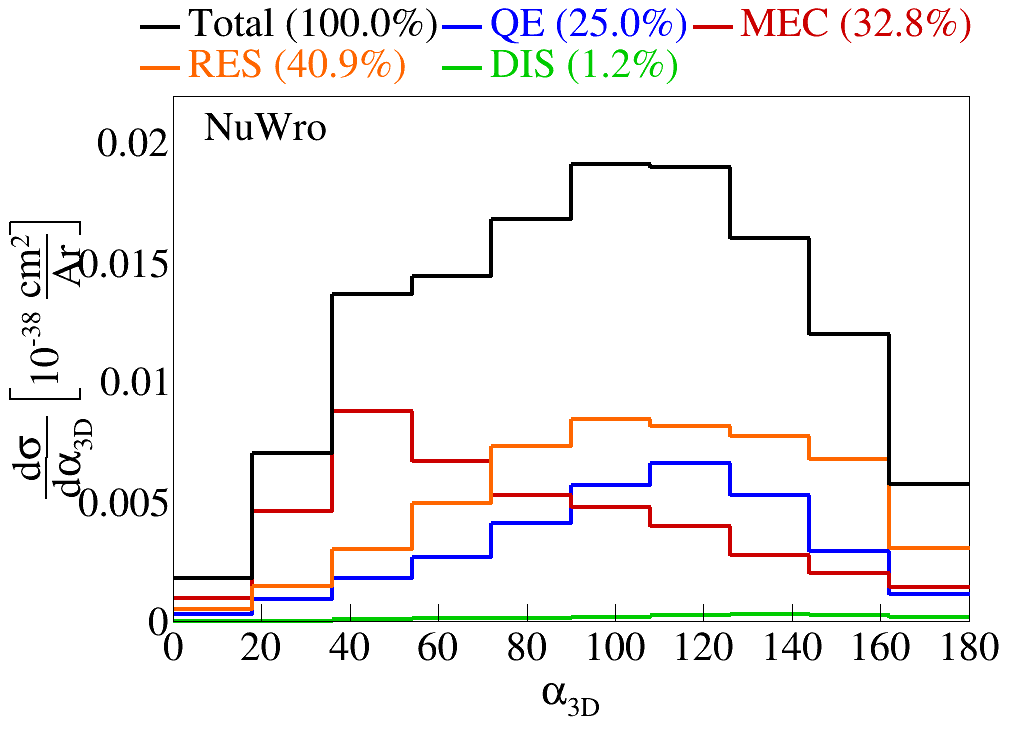 Total (100.0%) QE (25.0%) MEC (32.8%)
RES (40.9%) DIS (1.2%)
NuWro
0.02
0.015
0.01
0.005
0
dσ/dα3D [10-38 cm2/Ar]
0 20 40 60 80 100 120 140 160 180
α3D